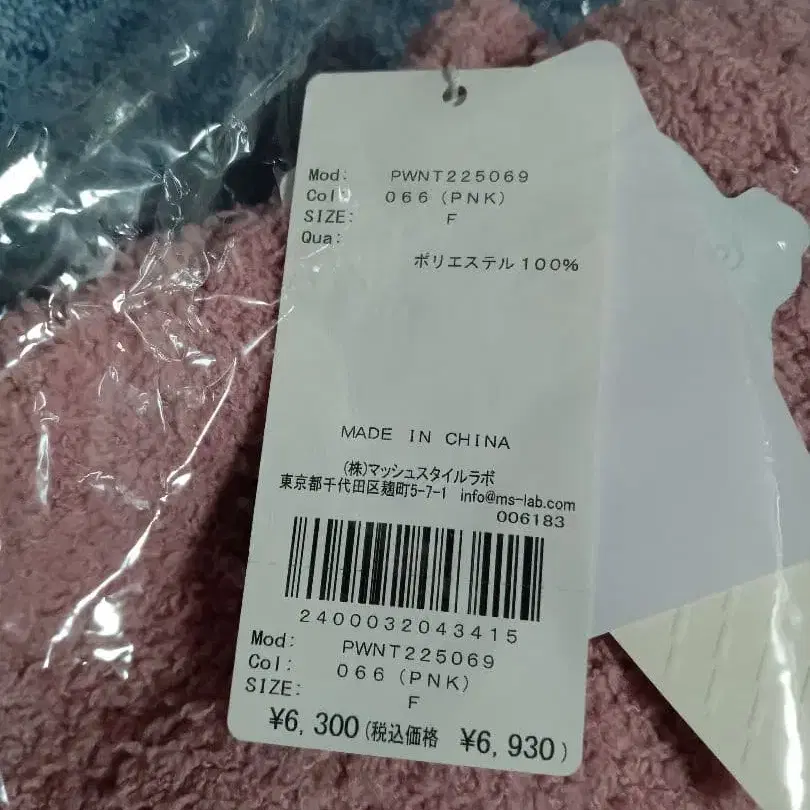 Mod: PWNT225069
Col: 066 (PNK)
SIZE: F
Qua:
ポリエステル100%
MADE IN CHINA
(株)マッシュスタイルラボ
東京都千代田区麹町5-7-1 info@ms-lab.com
006183
2400032043415
Mod: PWNT225069
Col: 066 (PNK)
SIZE: F
¥6,300(税込価格 ¥6,930)